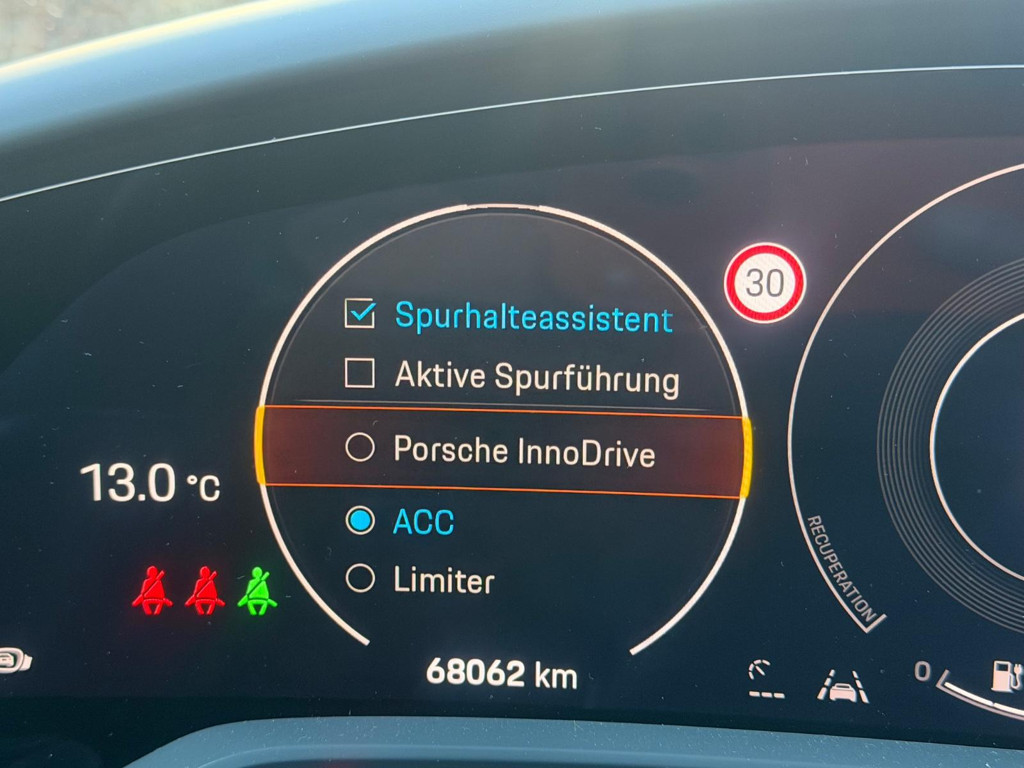 Spurhalteassistent
30
Aktive Spurführung
Porsche InnoDrive
13.0 °C
ACC
Limiter
RECUPERATION
68062 km
0